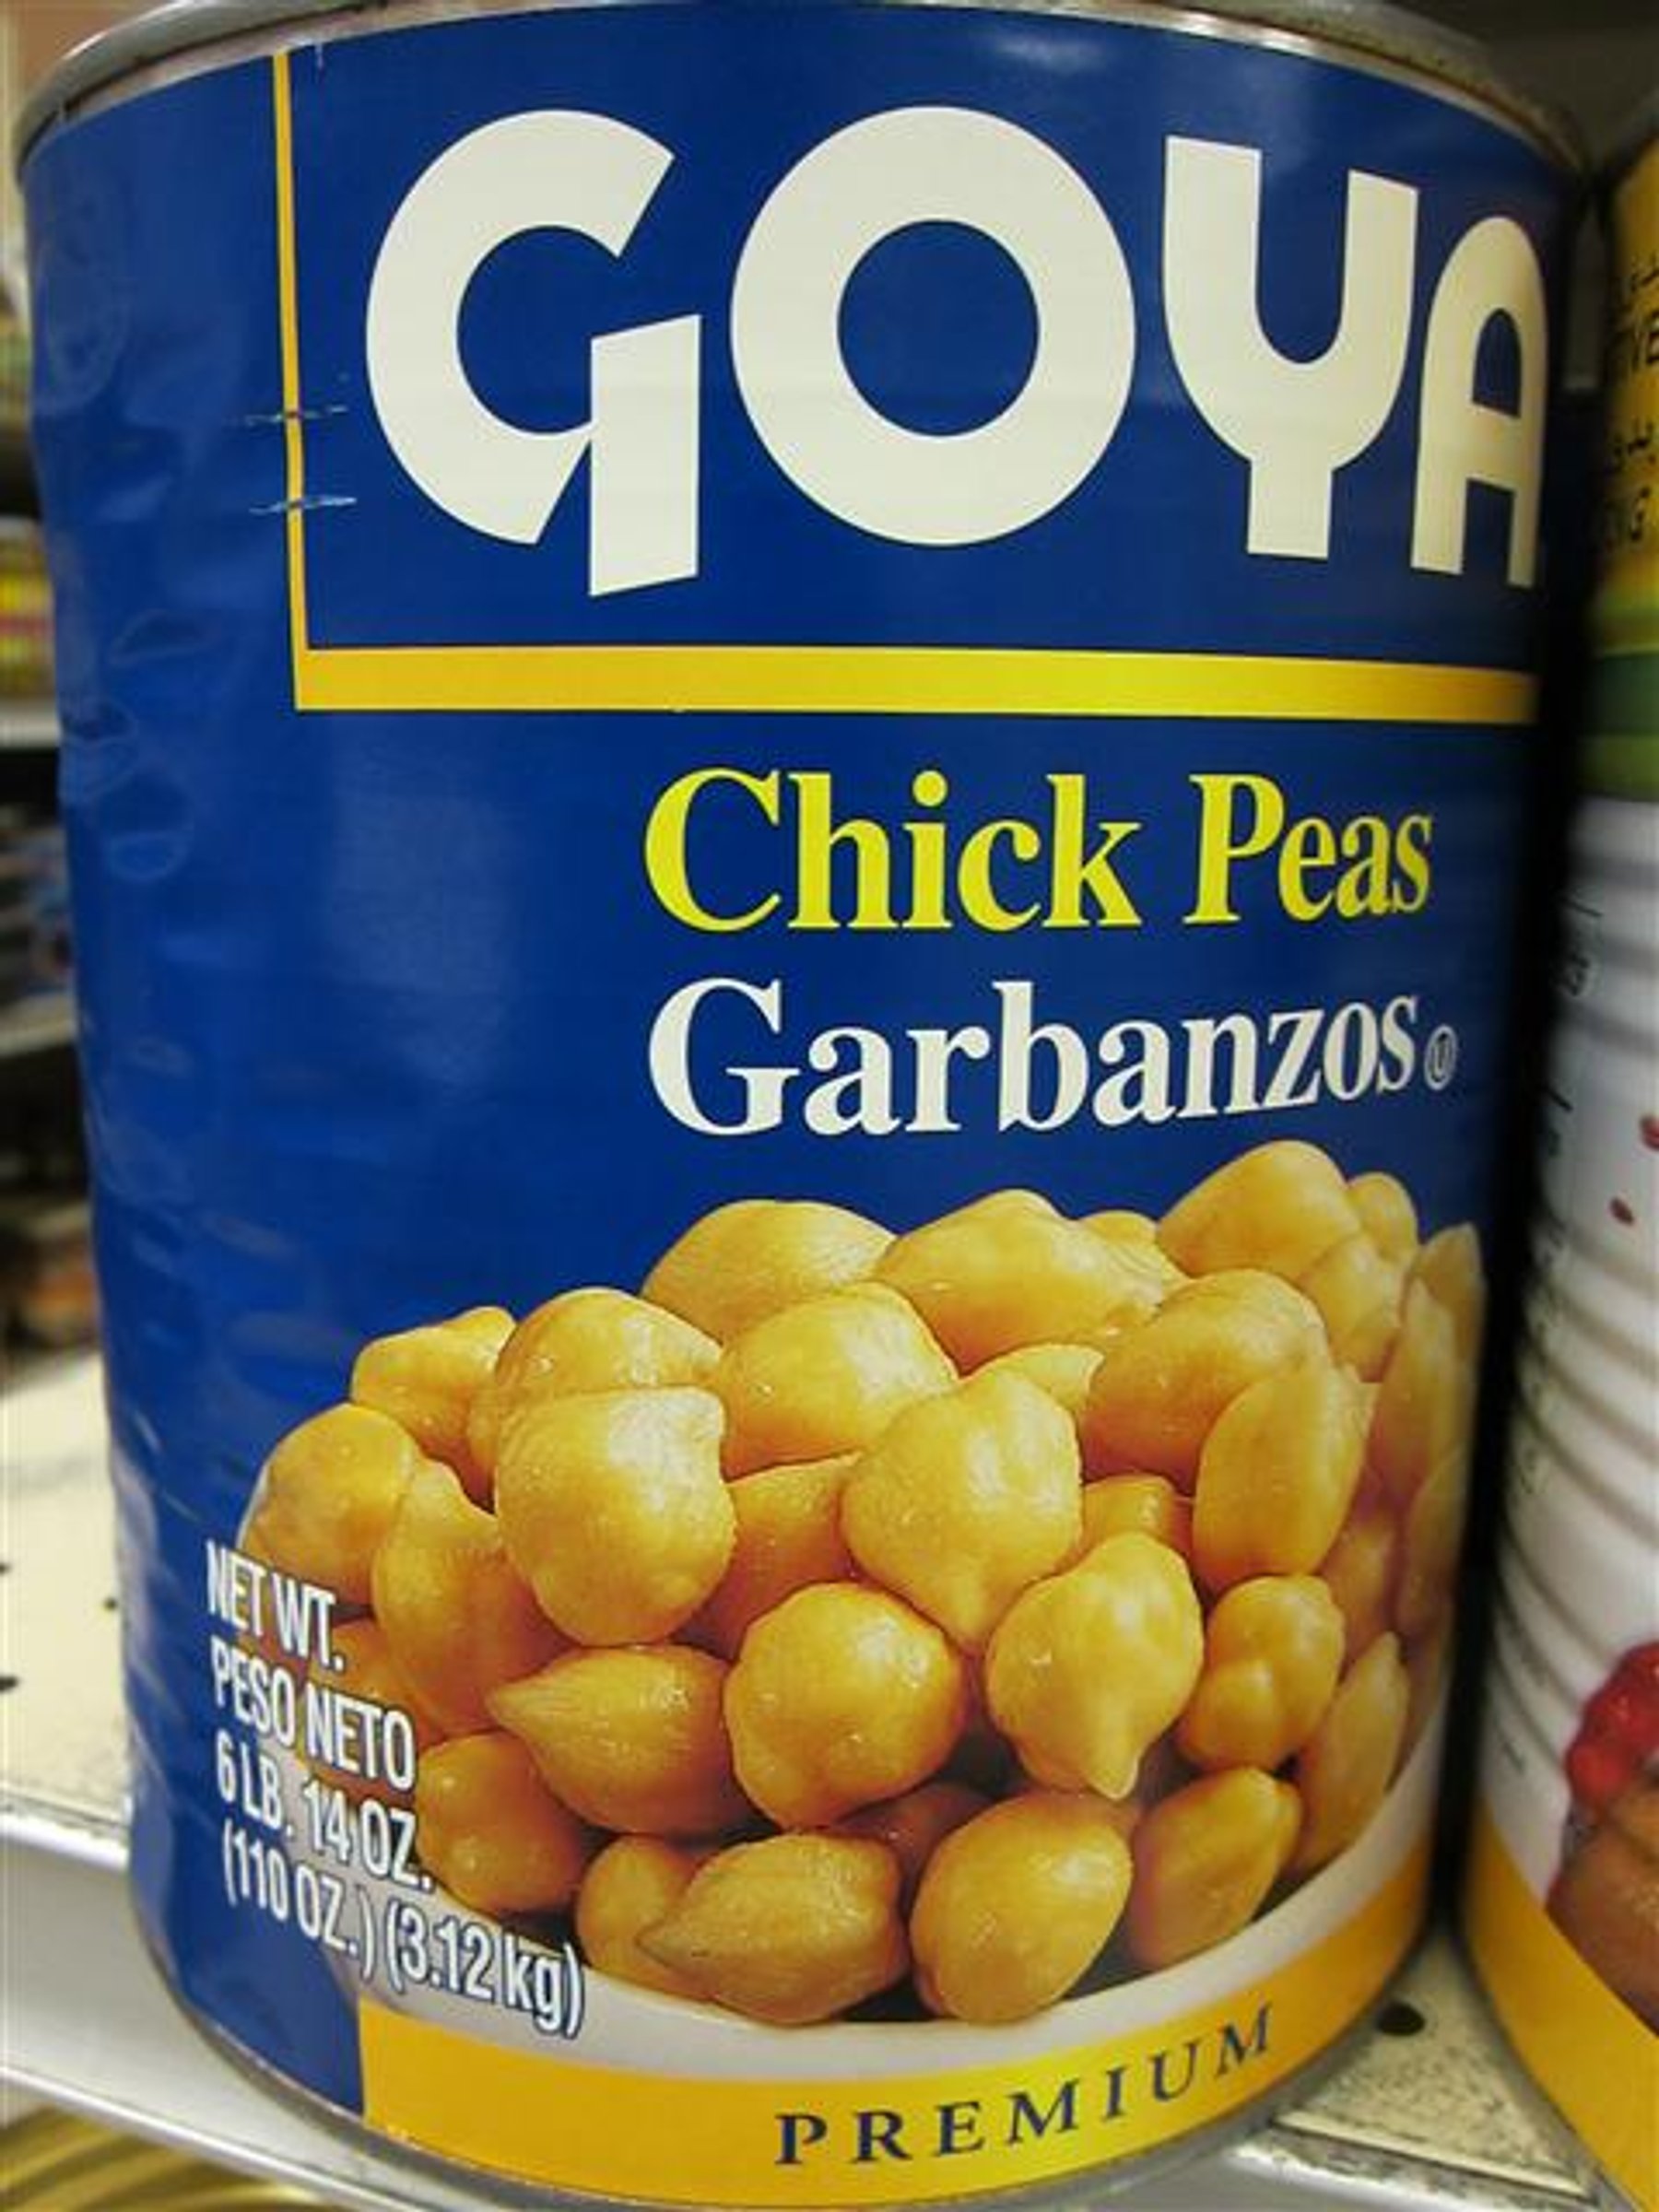 GOYA
Chick Peas
Garbanzos Ⓤ
NET WT.
PESO NETO
6 LB. 14 OZ.
(110 OZ.) (3.12 kg)
PREMIUM